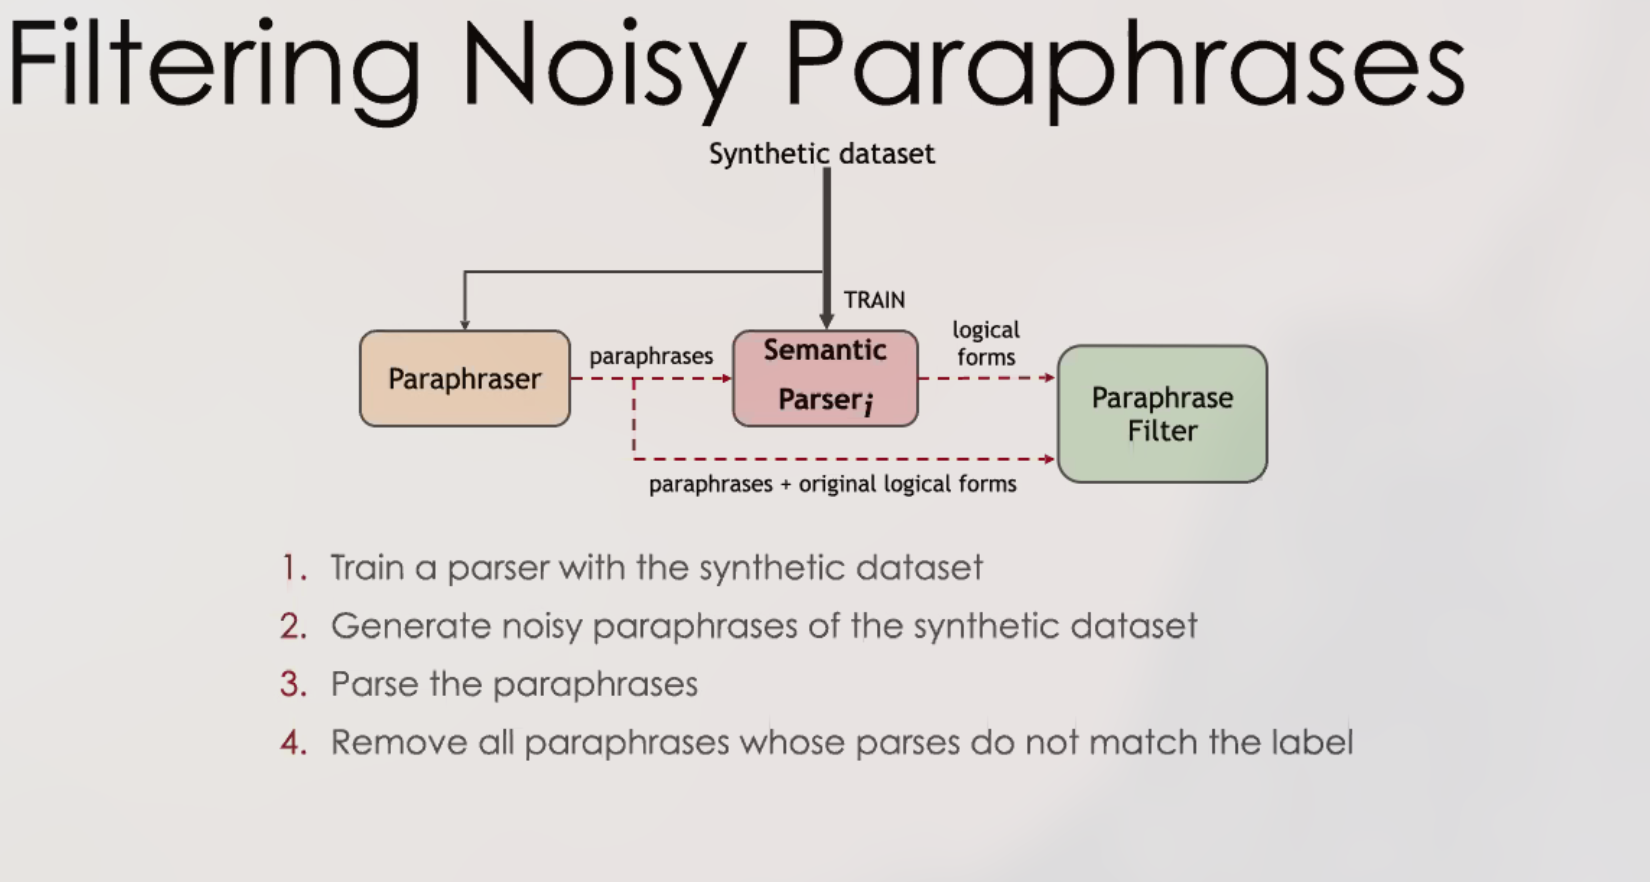 Filtering Noisy Paraphrases
Synthetic dataset
TRAIN
Paraphraser
paraphrases
Semantic
Parseri
logical
forms
Paraphrase
Filter
paraphrases + original logical forms
1. Train a parser with the synthetic dataset
2. Generate noisy paraphrases of the synthetic dataset
3. Parse the paraphrases
4. Remove all paraphrases whose parses do not match the label